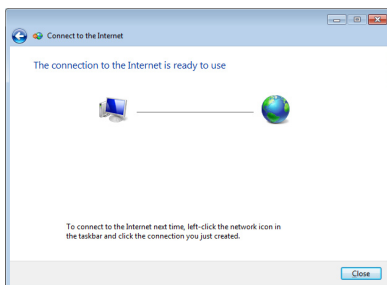 Connect to the Internet
The connection to the Internet is ready to use
To connect to the Internet next time, left-click the network icon in
the taskbar and click the connection you just created.
Close